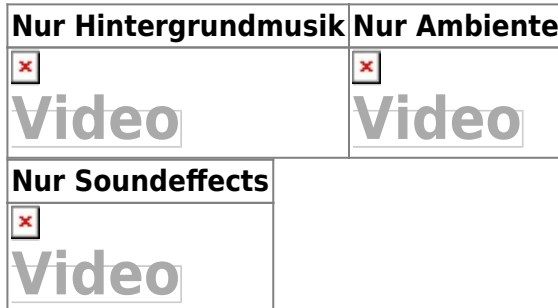 Nur Hintergrundmusik Nur Ambiente
Video Video
Nur Soundeffects
Video